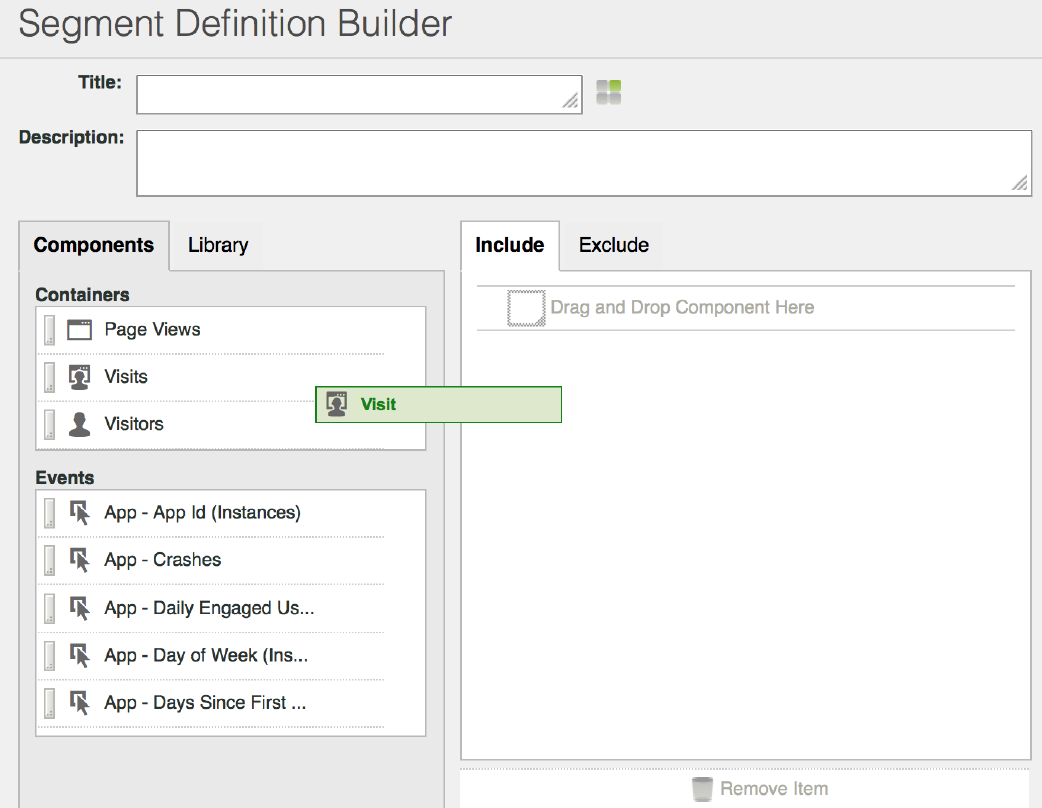 Segment Definition Builder
Title:
Description:
Components
Library
Containers
Page Views
Visits
Visitors
Events
App - App Id (Instances)
App - Crashes
App - Daily Engaged Us...
App - Day of Week (Ins...
App - Days Since First ...
Visit
Include
Exclude
Drag and Drop Component Here
Remove Item